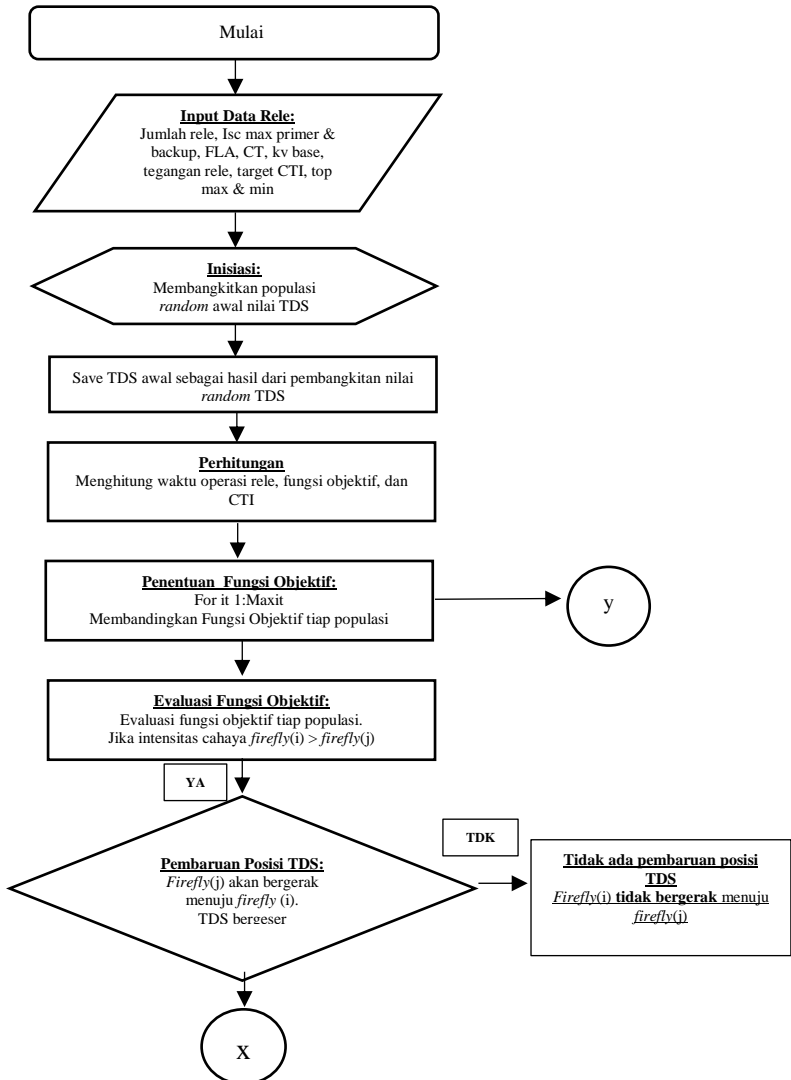 Mulai
Input Data Rele:
Jumlah rele, Isc max primer &
backup, FLA, CT, kv base,
tegangan rele, target CTI, top
max & min
Inisiasi:
Membangkitkan populasi
random awal nilai TDS
Save TDS awal sebagai hasil dari pembangkitan nilai
random TDS
Perhitungan
Menghitung waktu operasi rele, fungsi objektif, dan
CTI
Penentuan Fungsi Objektif:
For it 1:Maxit
Membandingkan Fungsi Objektif tiap populasi
y
Evaluasi Fungsi Objektif:
Evaluasi fungsi objektif tiap populasi.
Jika intensitas cahaya firefly(i) > firefly(j)
YA
Pembaruan Posisi TDS:
Firefly(j) akan bergerak
menuju firefly (i).
TDS bergeser
TDK
Tidak ada pembaruan posisi
TDS
Firefly(i) tidak bergerak menuju
firefly(j)
x